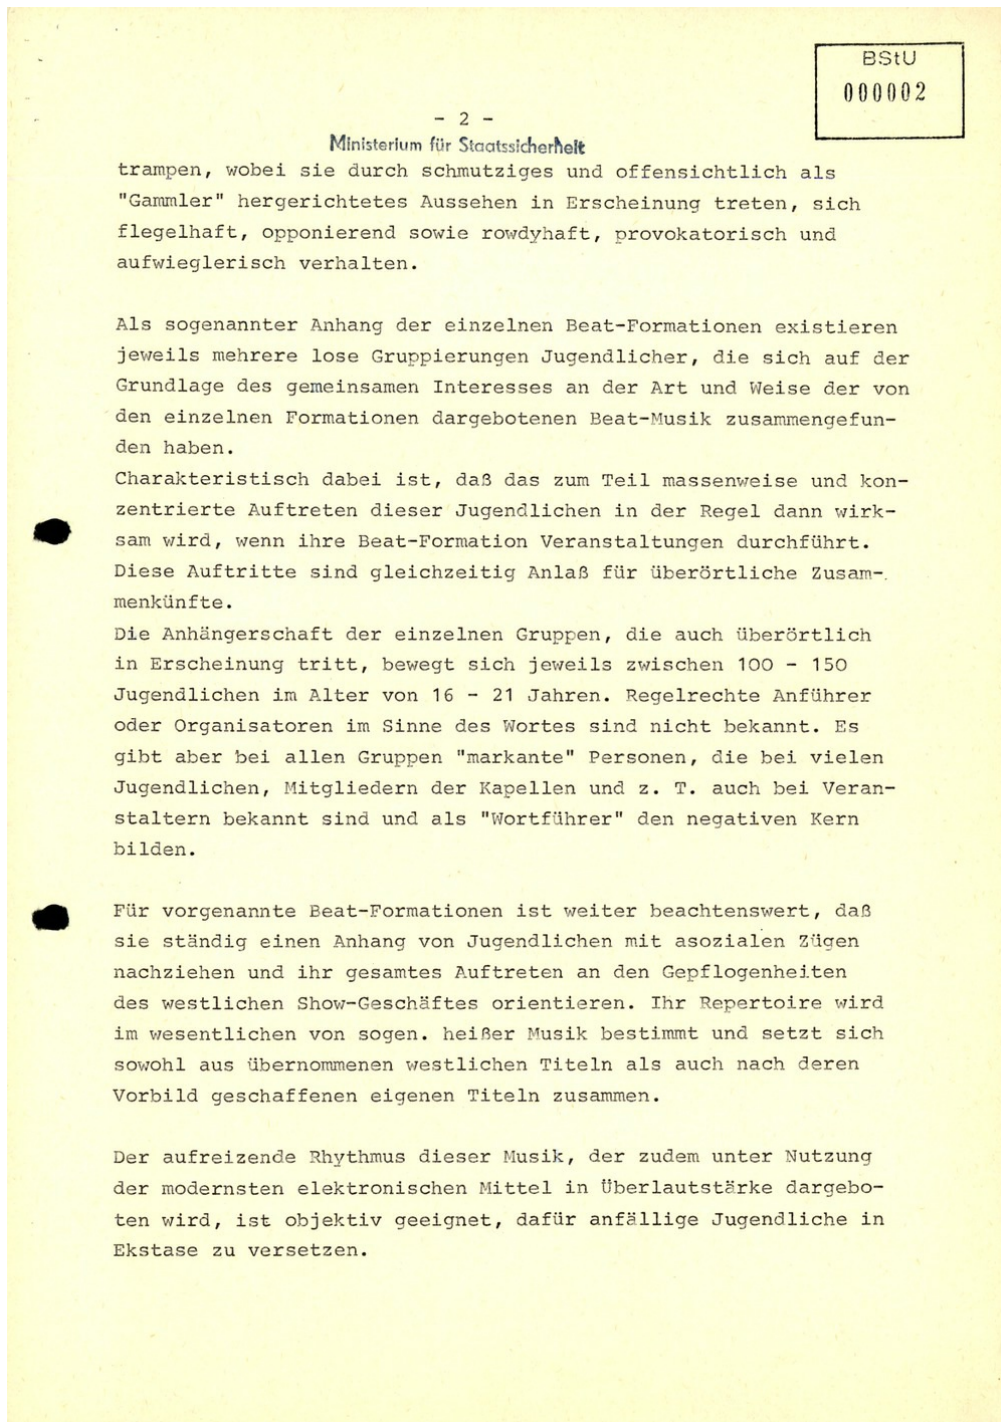 BStU
000002
- 2 -
Ministerium für Staatssicherheit
trampen, wobei sie durch schmutziges und offensichtlich als
"Gammler" hergerichtetes Aussehen in Erscheinung treten, sich
flegelhaft, opponierend sowie rowdyhaft, provokatorisch und
aufwieglerisch verhalten.
Als sogenannter Anhang der einzelnen Beat-Formationen existieren
jeweils mehrere lose Gruppierungen Jugendlicher, die sich auf der
Grundlage des gemeinsamen Interesses an der Art und Weise der von
den einzelnen Formationen dargebotenen Beat-Musik zusammengefun-
den haben.
Charakteristisch dabei ist, daß das zum Teil massenweise und kon-
zentrierte Auftreten dieser Jugendlichen in der Regel dann wirk-
sam wird, wenn ihre Beat-Formation Veranstaltungen durchführt.
Diese Auftritte sind gleichzeitig Anlaß für überörtliche Zusam-
menkünfte.
Die Anhängerschaft der einzelnen Gruppen, die auch überörtlich
in Erscheinung tritt, bewegt sich jeweils zwischen 100 - 150
Jugendlichen im Alter von 16 - 21 Jahren. Regelrechte Anführer
oder Organisatoren im Sinne des Wortes sind nicht bekannt. Es
gibt aber bei allen Gruppen "markante" Personen, die bei vielen
Jugendlichen, Mitgliedern der Kapellen und z. T. auch bei Veran-
staltern bekannt sind und als "Wortführer" den negativen Kern
bilden.
Für vorgenannte Beat-Formationen ist weiter beachtenswert, daß
sie ständig einen Anhang von Jugendlichen mit asozialen Zügen
nachziehen und ihr gesamtes Auftreten an den Gepflogenheiten
des westlichen Show-Geschäftes orientieren. Ihr Repertoire wird
im wesentlichen von sogen. heißer Musik bestimmt und setzt sich
sowohl aus übernommenen westlichen Titeln als auch nach deren
Vorbild geschaffenen eigenen Titeln zusammen.
Der aufreizende Rhythmus dieser Musik, der zudem unter Nutzung
der modernsten elektronischen Mittel in Überlautstärke dargebo-
ten wird, ist objektiv geeignet, dafür anfällige Jugendliche in
Ekstase zu versetzen.